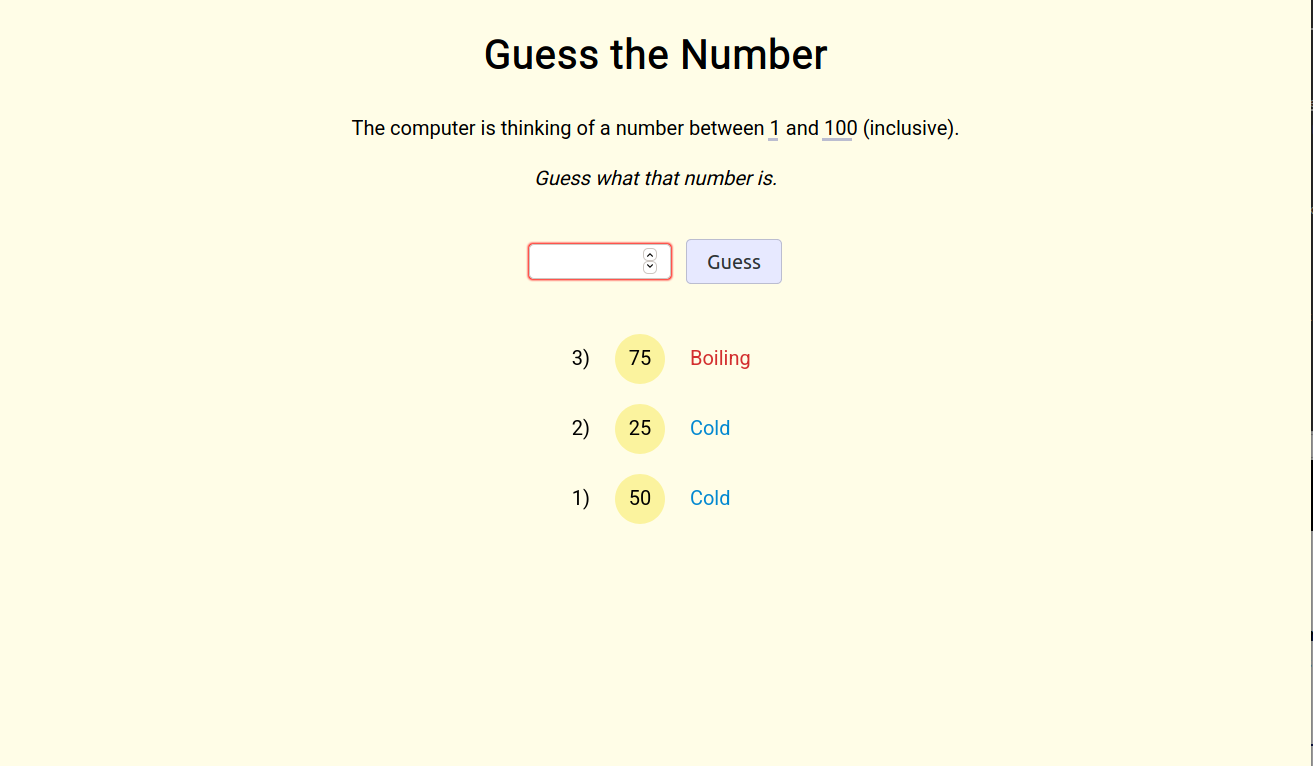 Guess the Number
The computer is thinking of a number between 1 and 100 (inclusive).
Guess what that number is.
Guess
3) 75 Boiling
2) 25 Cold
1) 50 Cold